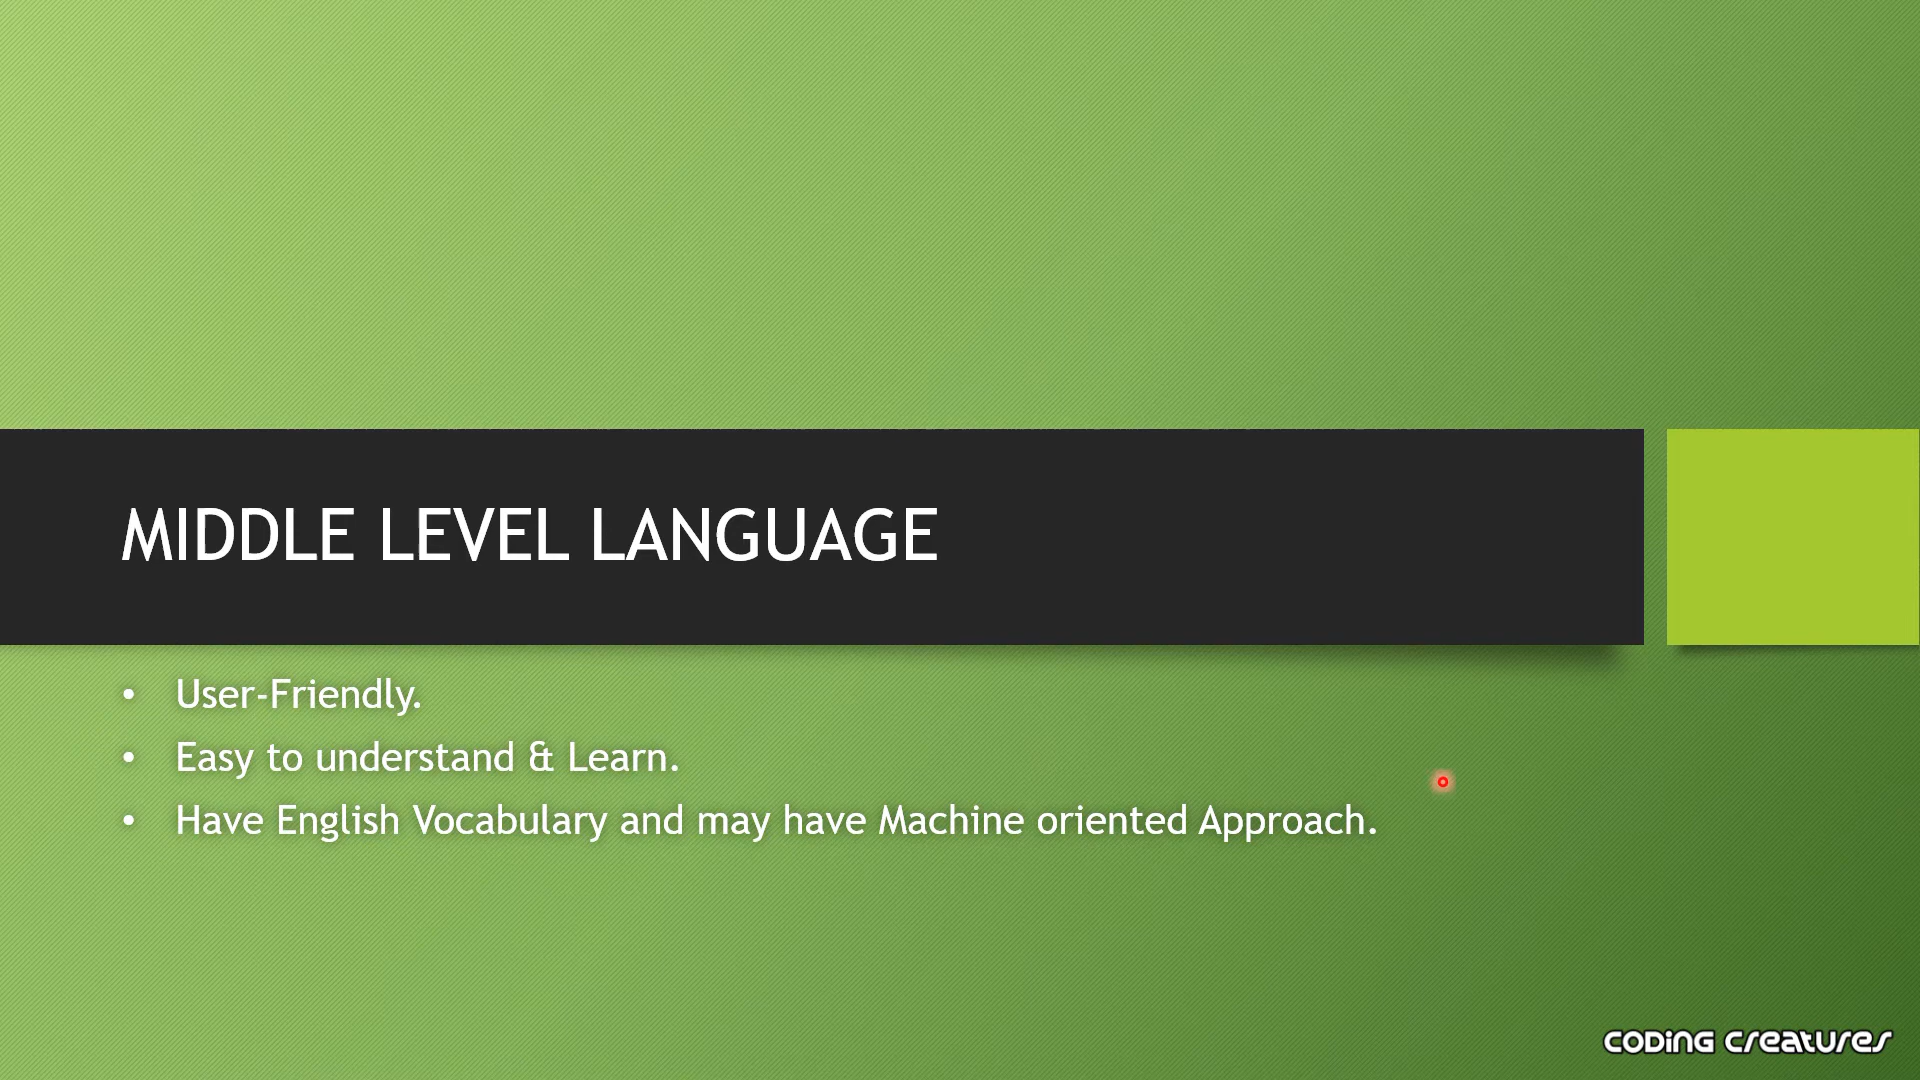 MIDDLE LEVEL LANGUAGE
• User-Friendly.
• Easy to understand & Learn.
• Have English Vocabulary and may have Machine oriented Approach.
CODING CREATURES